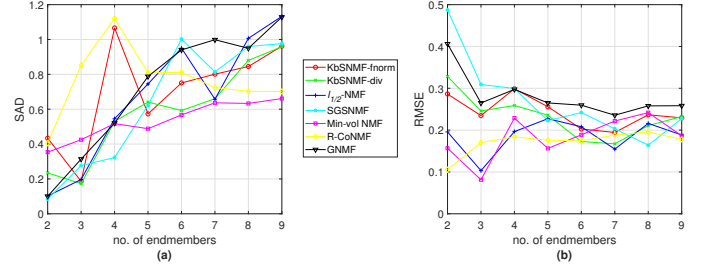 1.2
1
0.8
0.6
0.4
0.2
0
SAD
2 3 4 5 6 7 8 9
no. of endmembers
(a)
KbSNMF-fnorm
KbSNMF-div
l1/2-NMF
SGSNMF
Min-vol NMF
R-CoNMF
GNMF
0.5
0.4
0.3
0.2
0.1
0
RMSE
2 3 4 5 6 7 8 9
no. of endmembers
(b)